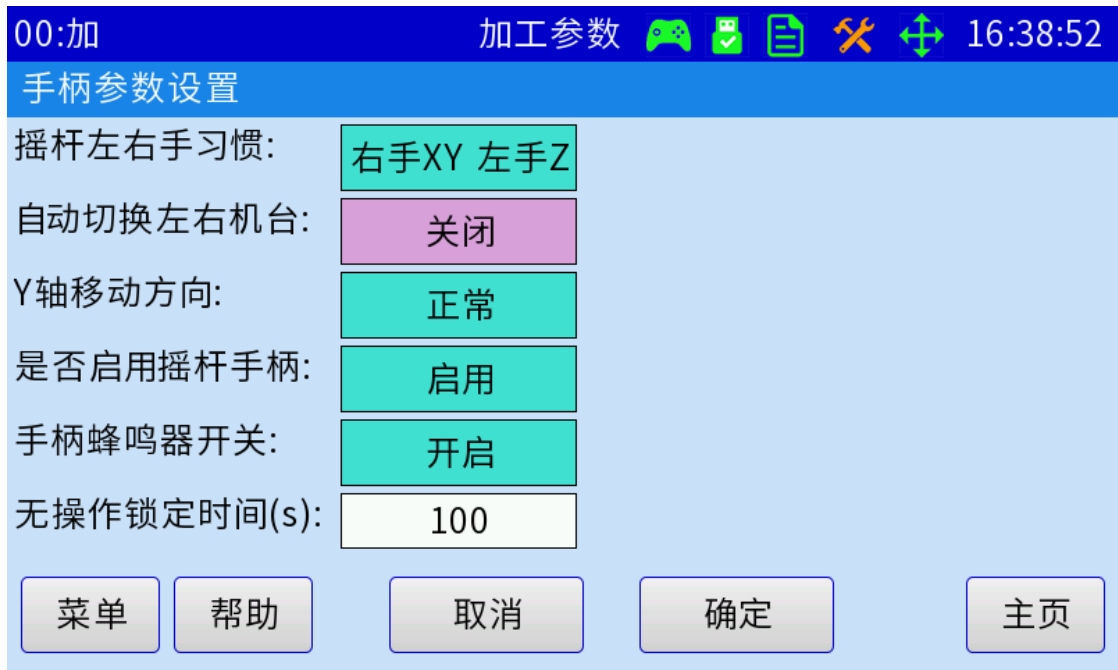 00:加 加工参数 16:38:52
手柄参数设置
摇杆左右手习惯: 右手XY 左手Z
自动切换左右机台: 关闭
Y轴移动方向: 正常
是否启用摇杆手柄: 启用
手柄蜂鸣器开关: 开启
无操作锁定时间(s): 100
菜单 帮助 取消 确定 主页